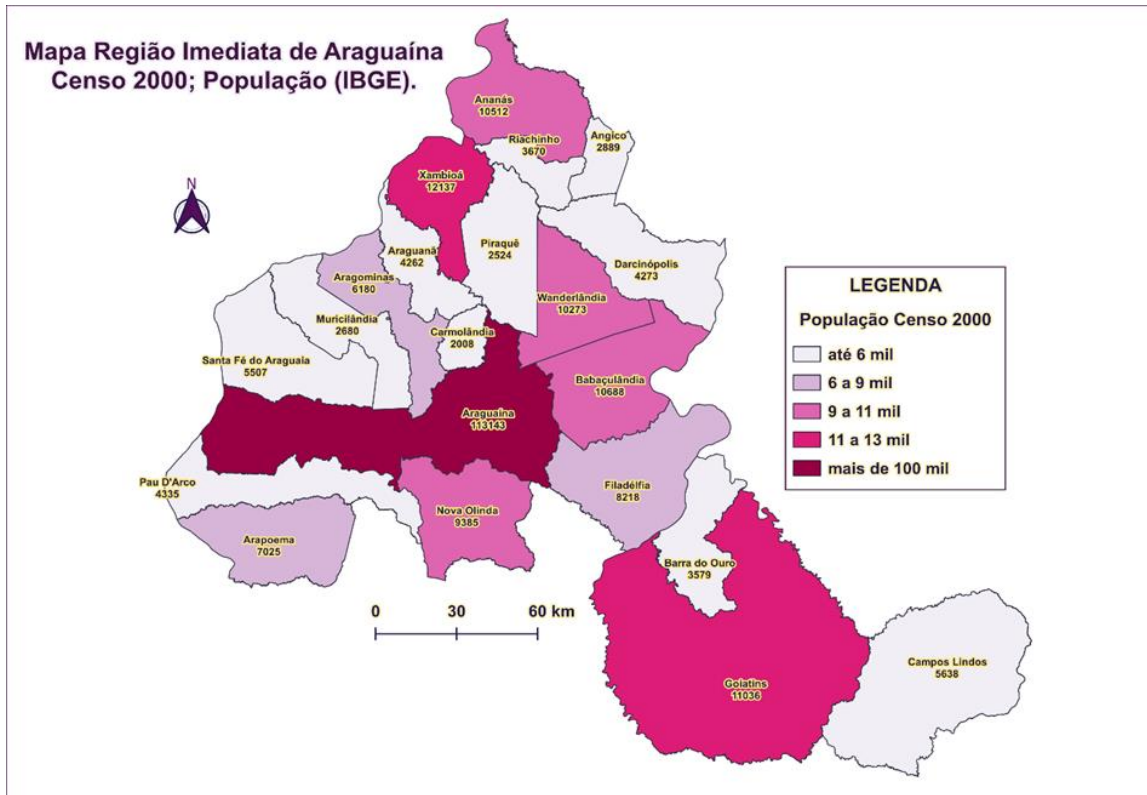 Mapa Região Imediata de Araguaína
Censo 2000; População (IBGE).
N
Ananás
10512
Riachinho
3670
Angico
2889
Xambioá
12137
Araguanã
4262
Piraquê
2524
Darcinópolis
4273
Aragominas
6180
Wanderlândia
10273
Muricilândia
2680
Carmolândia
2008
Santa Fé do Araguaia
5507
Babaçulândia
10688
Araguaína
113143
Pau D'Arco
4335
Filadélfia
8218
Nova Olinda
9385
Arapoema
7025
Barra do Ouro
3579
Campos Lindos
5638
Goiatins
11036
0 30 60 km
LEGENDA
População Censo 2000
até 6 mil
6 a 9 mil
9 a 11 mil
11 a 13 mil
mais de 100 mil